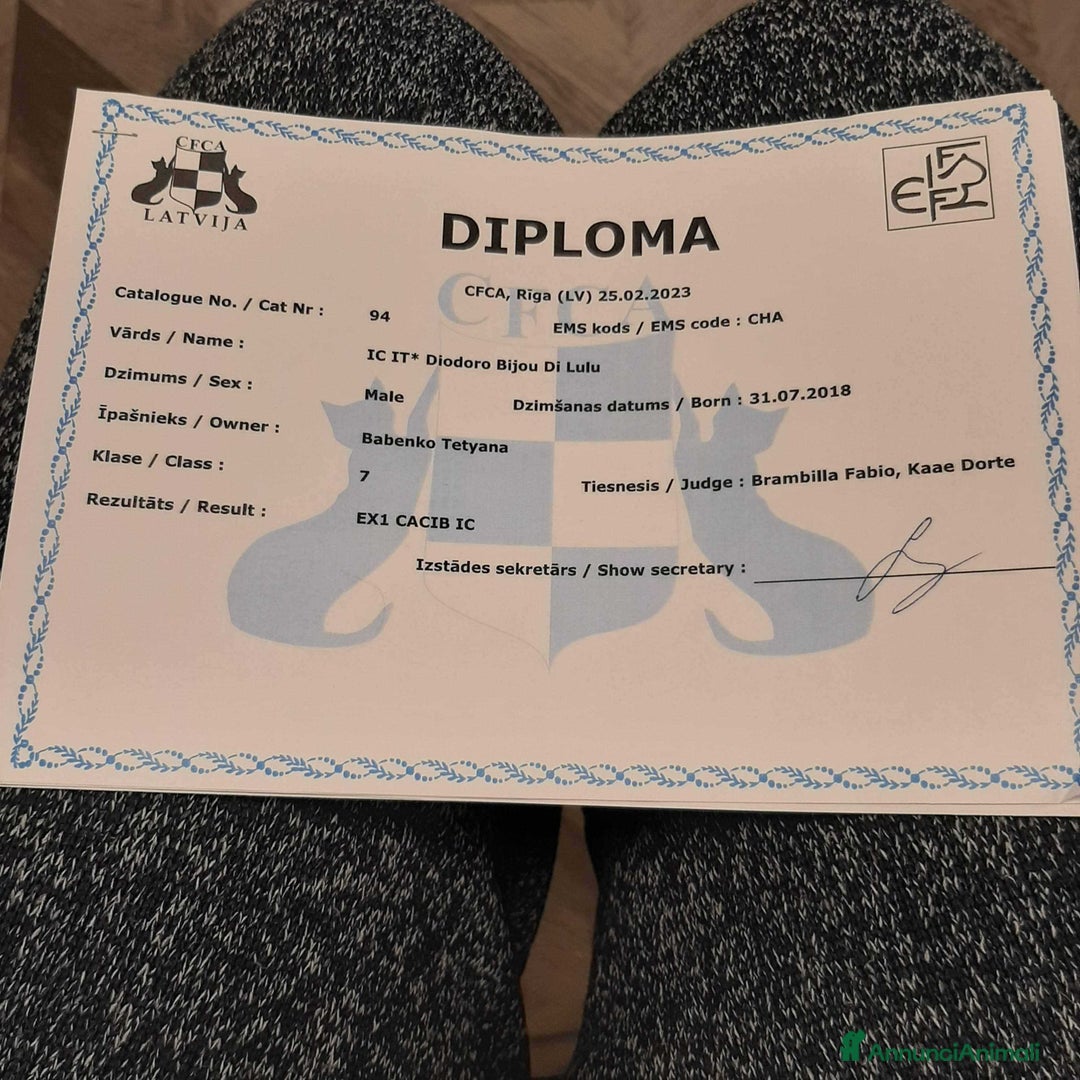 CFCA
LATVIJA
FIFe
DIPLOMA
CFCA
CFCA, Rīga (LV) 25.02.2023
Catalogue No. / Cat Nr : 94
EMS kods / EMS code : CHA
Vārds / Name : IC IT* Diodoro Bijou Di Lulu
Dzimums / Sex : Male
Dzimšanas datums / Born : 31.07.2018
Īpašnieks / Owner : Babenko Tetyana
Klase / Class : 7
Tiesnesis / Judge : Brambilla Fabio, Kaae Dorte
Rezultāts / Result : EX1 CACIB IC
Izstādes sekretārs / Show secretary :
AnnunciAnimali